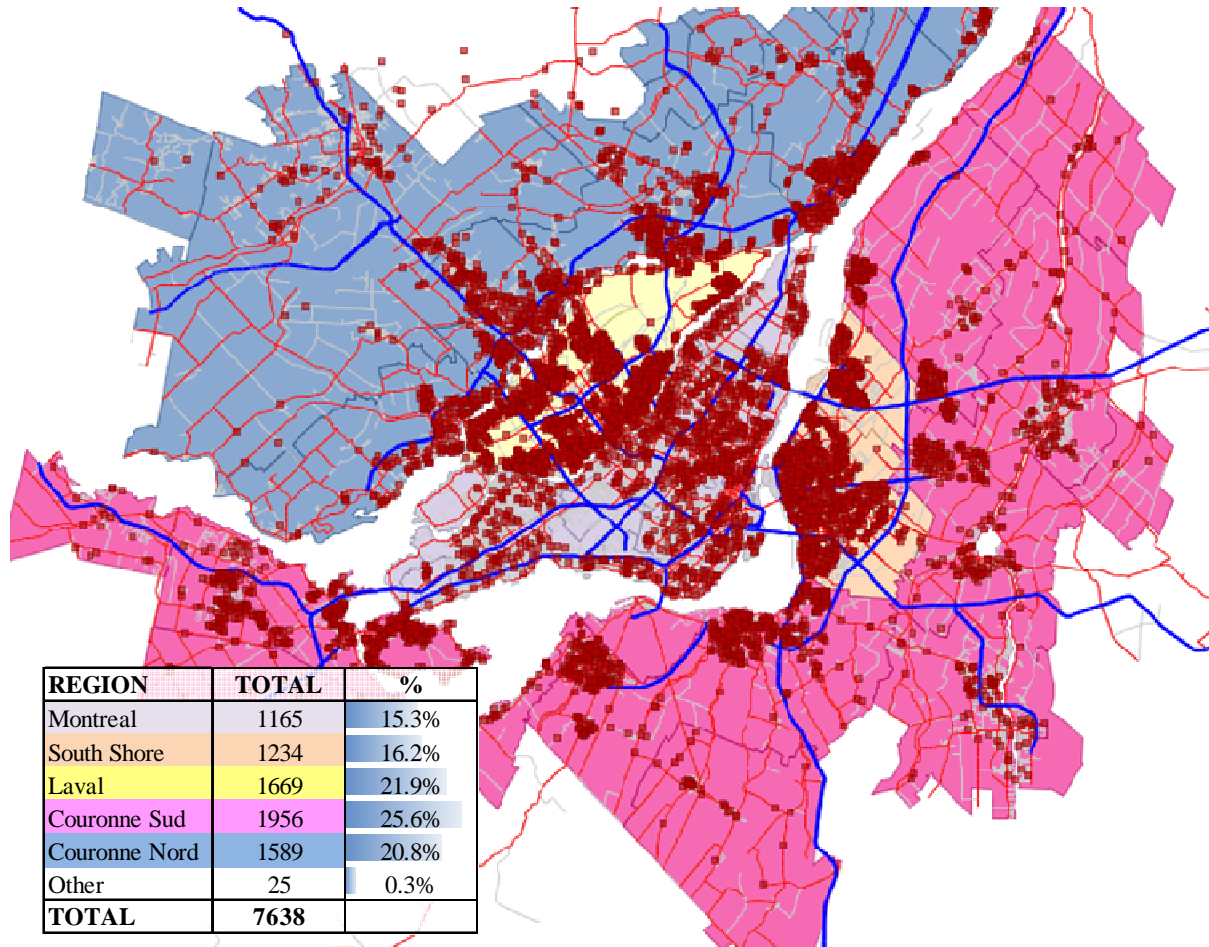 REGION TOTAL %
Montreal 1165 15.3%
South Shore 1234 16.2%
Laval 1669 21.9%
Couronne Sud 1956 25.6%
Couronne Nord 1589 20.8%
Other 25 0.3%
TOTAL 7638